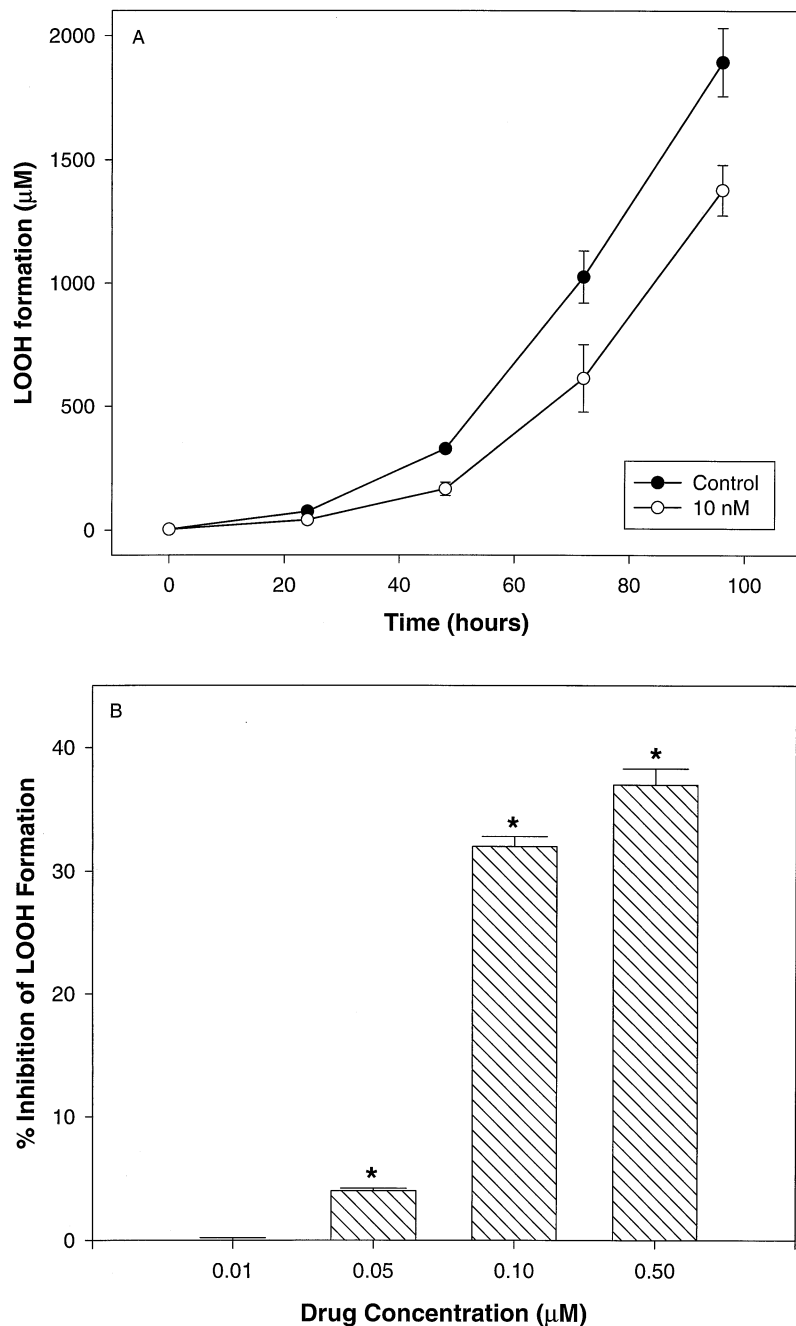 A
LOOH formation (μM)
2000
1500
1000
500
0
0 20 40 60 80 100
Time (hours)
Control
10 nM
B
% Inhibition of LOOH Formation
40
30
20
10
0
*
*
*
0.01 0.05 0.10 0.50
Drug Concentration (μM)